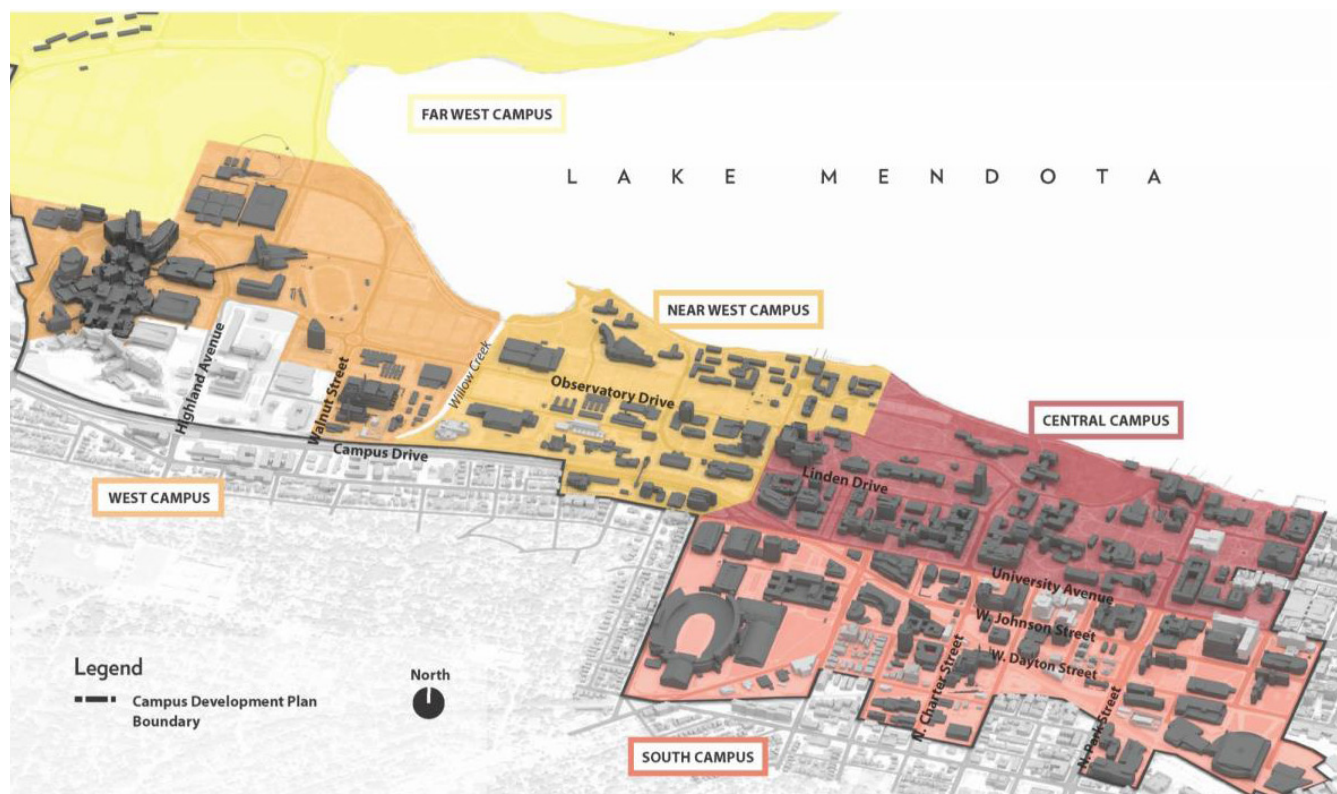 FAR WEST CAMPUS
LAKE MENDOTA
NEAR WEST CAMPUS
Highland Avenue
Walnut Street
Willow Creek
Observatory Drive
Campus Drive
CENTRAL CAMPUS
Linden Drive
WEST CAMPUS
University Avenue
W. Johnson Street
W. Dayton Street
N. Charter Street
N. Park Street
Legend
Campus Development Plan
Boundary
North
SOUTH CAMPUS